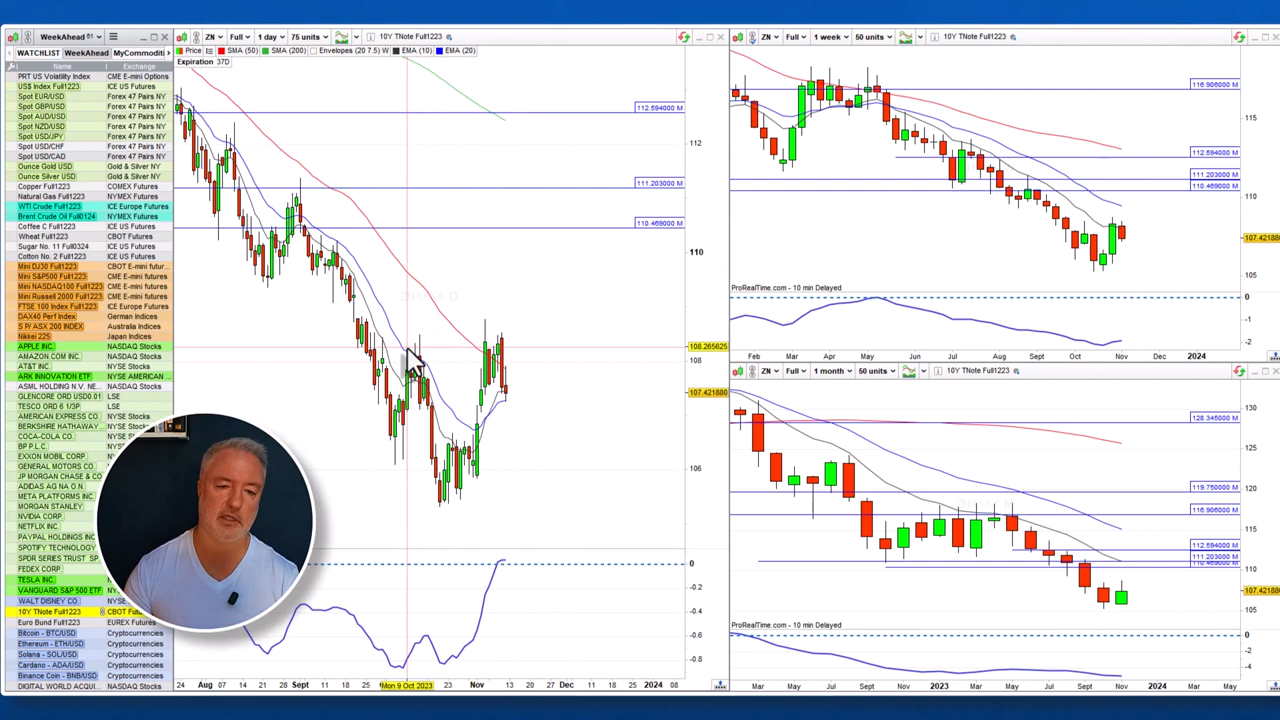 WeekAhead 61
ZN Full 1 day 75 units 10Y TNote Full1223
ZN Full 1 week 50 units 10Y TNote Full1223
WATCHLIST WeekAhead MyCommoditi
Price SMA (50) SMA (200) Envelopes (20 7.5) W EMA (10) EMA (20)
Expiration 37D
Name Exchange
PRT US Volatility Index CME E-mini Options
US$ Index Full1223 ICE US Futures
Spot EUR/USD Forex 47 Pairs NY
Spot GBP/USD Forex 47 Pairs NY
Spot AUD/USD Forex 47 Pairs NY
Spot NZD/USD Forex 47 Pairs NY
Spot USD/JPY Forex 47 Pairs NY
Spot USD/CHF Forex 47 Pairs NY
Spot USD/CAD Forex 47 Pairs NY
Ounce Gold USD Gold & Silver NY
Ounce Silver USD Gold & Silver NY
Copper Full1223 COMEX Futures
Natural Gas Full1223 NYMEX Futures
WTI Crude Full1223 ICE Europe Futures
Brent Crude Oil Full0124 NYMEX Futures
Coffee C Full1223 ICE US Futures
Wheat Full1223 CBOT Futures
Sugar No. 11 Full0324 ICE US Futures
Cotton No. 2 Full1223 ICE US Futures
Mini DJ30 Full1223 CBOT E-mini futur...
Mini S&P500 Full1223 CME E-mini futures
Mini NASDAQ100 Full1223 CME E-mini futures
Mini Russell 2000 Full1223 CME E-mini futures
FTSE 100 Index Full1223 ICE Europe Futures
DAX40 Perf Index German Indices
S P/ ASX 200 INDEX Australia Indices
Nikkei 225 Japan Indices
APPLE INC. NASDAQ Stocks
AMAZON COM INC. NASDAQ Stocks
AT&T INC. NYSE Stocks
ARK INNOVATION ETF NYSE AMERICAN ...
ASML HOLDING N.V. NE... NASDAQ Stocks
GLENCORE ORD USD0.01 LSE
TESCO ORD 6 1/3P LSE
AMERICAN EXPRESS CO. NYSE Stocks
BERKSHIRE HATHAWAY... NYSE Stocks
COCA-COLA CO. NYSE Stocks
BP P.L.C.
EXXON MOBIL CORP.
GENERAL MOTORS CO.
JP MORGAN CHASE & CO
ADIDAS AG NA O.N.
META PLATFORMS INC.
MORGAN STANLEY
NVIDIA CORP.
NETFLIX INC.
PAYPAL HOLDING
SPOTIFY TECHNOLOGY
SPDR SERIES TRUST SP
FEDEX CORP.
TESLA INC.
VANGUARD S&P 500 ETF
WALT DISNEY CO.
10Y TNote Full1223 CBOT Fu
Euro Bund Full1223 EUREX Futures
Bitcoin - BTC/USD Cryptocurrencies
Ethereum - ETH/USD Cryptocurrencies
Solana - SOL/USD Cryptocurrencies
Cardano - ADA/USD Cryptocurrencies
Binance Coin - BNB/USD Cryptocurrencies
DIGITAL WORLD ACQUI... NASDAQ Stocks
112.594000 M
112
111.203000 M
110.469000 M
110
108.265625
108
107.421880
106
0
-0.2
-0.4
-0.6
-0.8
24 Aug 07 14 21 Sept 11 18 Mon 9 Oct 2023 23 Nov 13 20 27 Dec 11 18 2024 08
116.906000 M
115
112.594000 M
111.203000 M
110.469000 M
110
107.421880
105
ProRealTime.com - 10 min Delayed
0
-1
-2
Feb Mar Apr May Jun Jul Aug Sept Oct Nov Dec 2024
ZN Full 1 month 50 units 10Y TNote Full1223
130
128.345000 M
125
120
119.750000 M
116.906000 M
115
112.594000 M
111.203000 M
110.469000 M
110
107.421880
105
ProRealTime.com - 10 min Delayed
0
-2
-4
Mar May Jul Sept Nov 2023 Mar May Jul Sept Nov 2024 Mar May